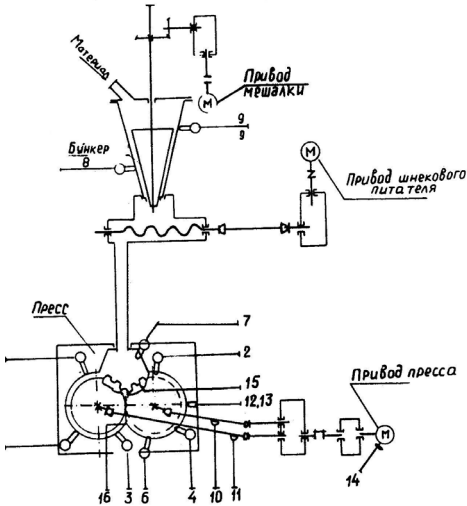 Материал
М
Привод
мешалки
9
9
Бункер
8
М
Привод шнекового
питателя
Пресс
7
2
15
12,13
Привод пресса
М
14
16
3
6
4
10
11